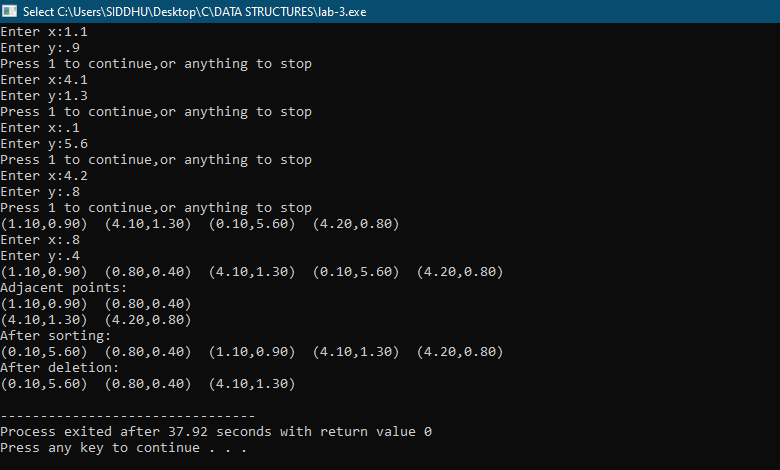 Select C:\Users\SIDDHU\Desktop\C\DATA STRUCTURES\lab-3.exe
Enter x:1.1
Enter y:.9
Press 1 to continue,or anything to stop
Enter x:4.1
Enter y:1.3
Press 1 to continue,or anything to stop
Enter x:.1
Enter y:5.6
Press 1 to continue,or anything to stop
Enter x:4.2
Enter y:.8
Press 1 to continue,or anything to stop
(1.10,0.90)  (4.10,1.30)  (0.10,5.60)  (4.20,0.80)
Enter x:.8
Enter y:.4
(1.10,0.90)  (0.80,0.40)  (4.10,1.30)  (0.10,5.60)  (4.20,0.80)
Adjacent points:
(1.10,0.90)  (0.80,0.40)
(4.10,1.30)  (4.20,0.80)
After sorting:
(0.10,5.60)  (0.80,0.40)  (1.10,0.90)  (4.10,1.30)  (4.20,0.80)
After deletion:
(0.10,5.60)  (0.80,0.40)  (4.10,1.30)
--------------------------------
Process exited after 37.92 seconds with return value 0
Press any key to continue . . .